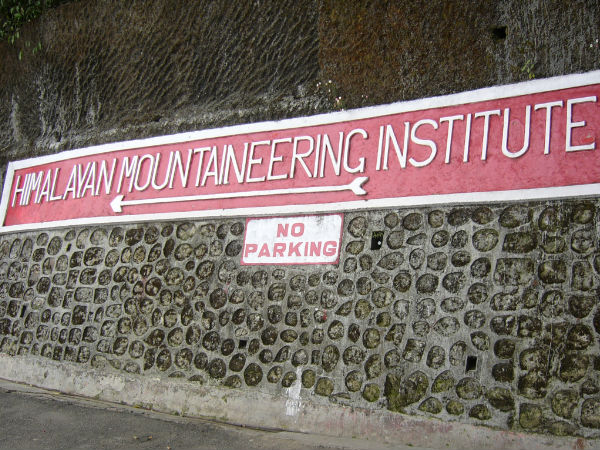 HIMALAYAN MOUNTAINEERING INSTITUTE
NO
PARKING